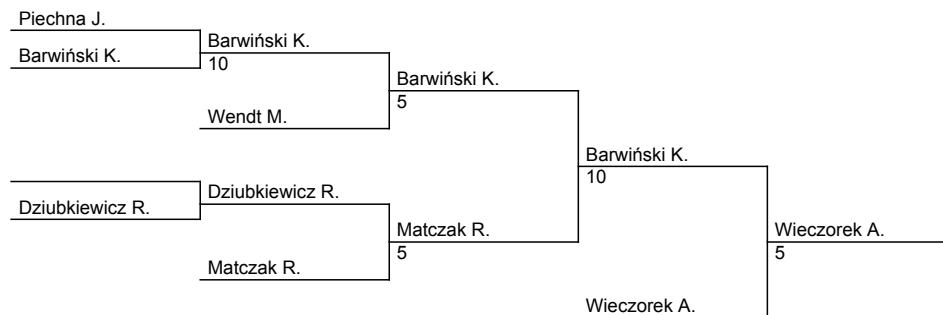 Piechna J.
Barwiński K.
Barwiński K.
10
Barwiński K.
5
Wendt M.
Barwiński K.
10
Dziubkiewicz R.
Dziubkiewicz R.
Matczak R.
5
Wieczorek A.
5
Matczak R.
Wieczorek A.